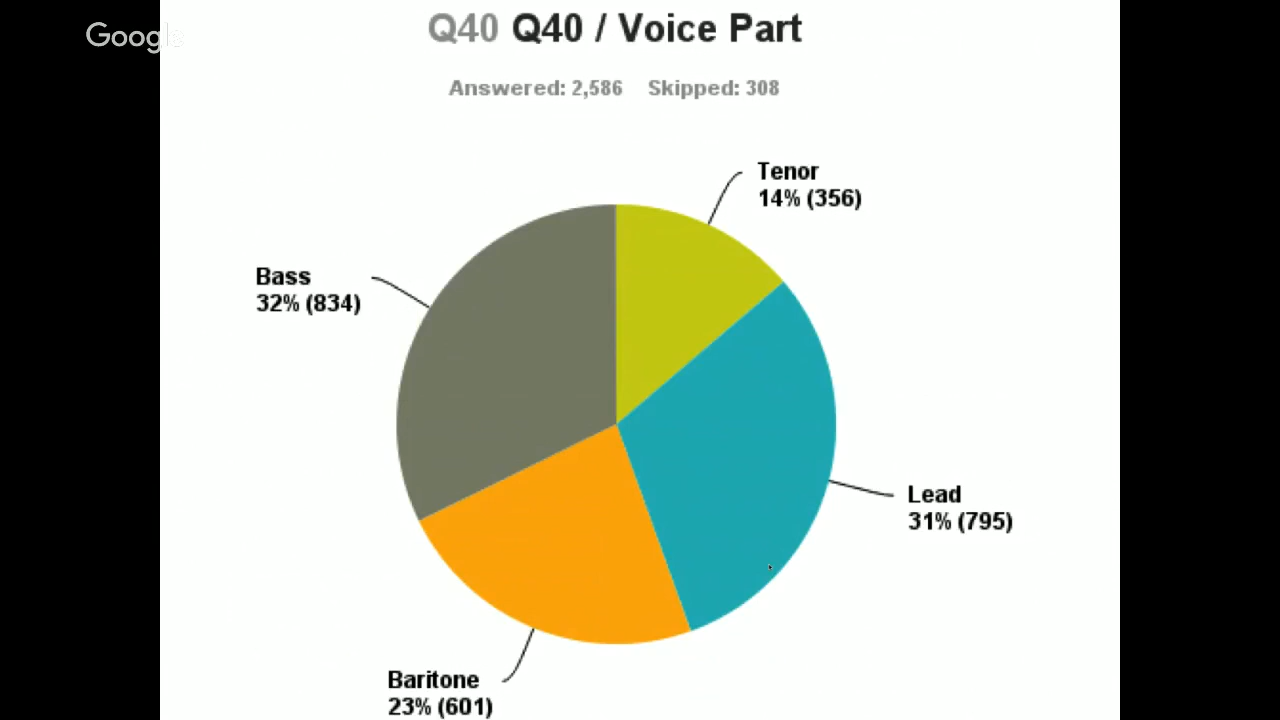 Google
Q40 Q40 / Voice Part
Answered: 2,586 Skipped: 308
Tenor
14% (356)
Bass
32% (834)
Lead
31% (795)
Baritone
23% (601)